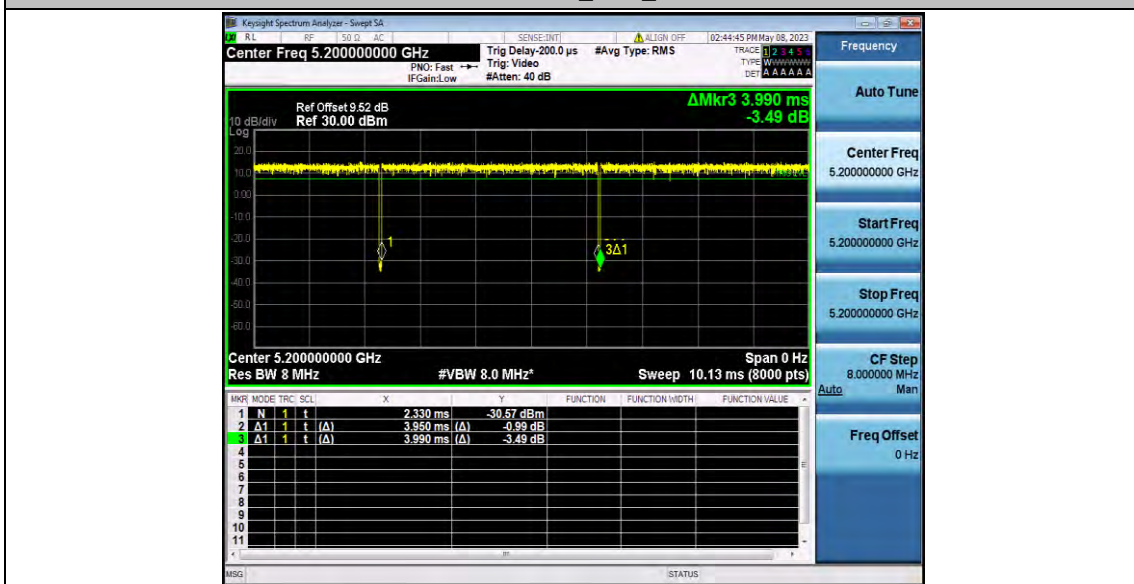 Keysight Spectrum Analyzer - Swept SA
RL RF 50 Ω AC SENSE:INT ALIGN OFF 02:44:45 PM May 08, 2023
Center Freq 5.200000000 GHz
PNO: Fast
IFGain:Low
Trig Delay-200.0 µs
Trig: Video
#Atten: 40 dB
#Avg Type: RMS
TRACE 1 2 3 4 5 6
TYPE
DET A A A A A A
Frequency
Auto Tune
Center Freq
5.200000000 GHz
Start Freq
5.200000000 GHz
Stop Freq
5.200000000 GHz
CF Step
8.000000 MHz
Auto Man
Freq Offset
0 Hz
ΔMkr3 3.990 ms
-3.49 dB
Ref Offset 9.52 dB
10 dB/div Ref 30.00 dBm
Log
20.0
10.0
0.00
-10.0
-20.0
-30.0
-40.0
-50.0
-60.0
1
3Δ1
Center 5.200000000 GHz Span 0 Hz
Res BW 8 MHz #VBW 8.0 MHz* Sweep 10.13 ms (8000 pts)
MKR MODE TRC SCL X Y FUNCTION FUNCTION WIDTH FUNCTION VALUE
1 N 1 t 2.330 ms -30.57 dBm
2 Δ1 1 t (Δ) 3.950 ms (Δ) -0.99 dB
3 Δ1 1 t (Δ) 3.990 ms (Δ) -3.49 dB
4
5
6
7
8
9
10
11
MSG STATUS